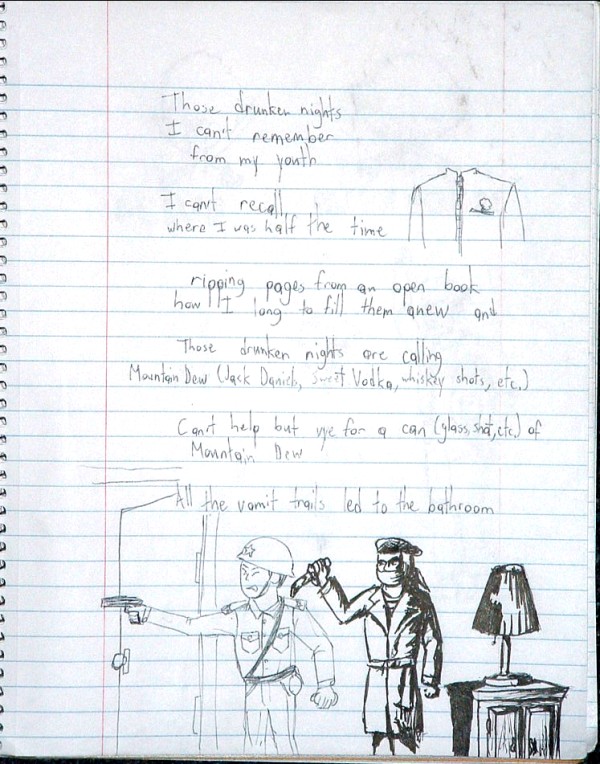 Those drunken nights
I can't remember
from my youth
I can't recall
where I was half the time
ripping pages from an open book
how I long to fill them anew and
Those drunken nights are calling
Mountain Dew (Jack Daniels, Sweet Vodka, whiskey shots, etc.)
Can't help but vye for a can (glass, shot, etc.) of
Mountain Dew
All the vomit trails led to the bathroom